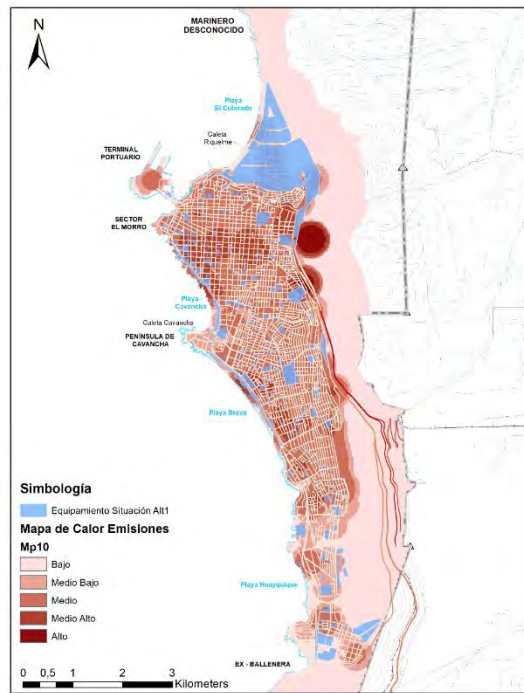 MARINERO
DESCONOCIDO
N
Playa
El Colorado
Caleta
Riquelme
TERMINAL
PORTUARIO
SECTOR
EL MORRO
Playa
Cavancha
Caleta Cavancha
PENÍNSULA DE
CAVANCHA
Playa Brava
Simbología
Equipamiento Situación Alt1
Mapa de Calor Emisiones
Mp10
Bajo
Medio Bajo
Medio
Medio Alto
Alto
Playa Huayquique
EX - BALLENERA
0 0,5 1 2 3
Kilometers